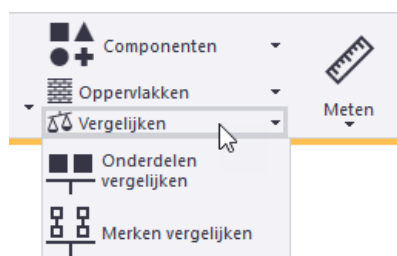 Componenten
Oppervlakken
Vergelijken
Meten
Onderdelen
vergelijken
Merken vergelijken